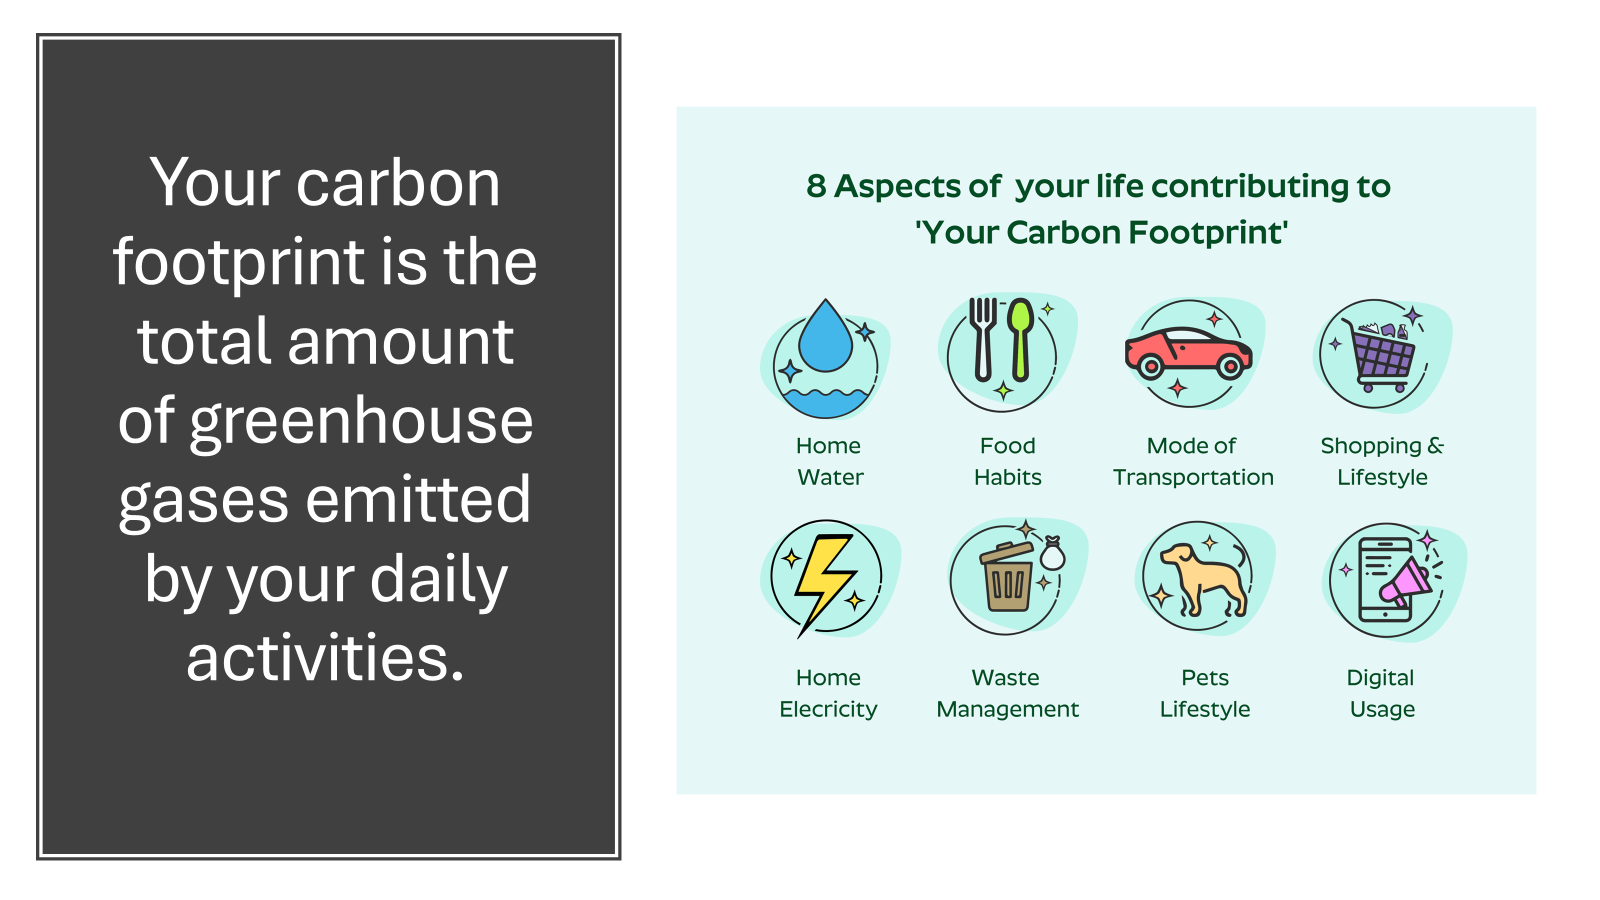 Your carbon
footprint is the
total amount
of greenhouse
gases emitted
by your daily
activities.
8 Aspects of your life contributing to
'Your Carbon Footprint'
Home
Water
Food
Habits
Mode of
Transportation
Shopping &
Lifestyle
Home
Elecricity
Waste
Management
Pets
Lifestyle
Digital
Usage